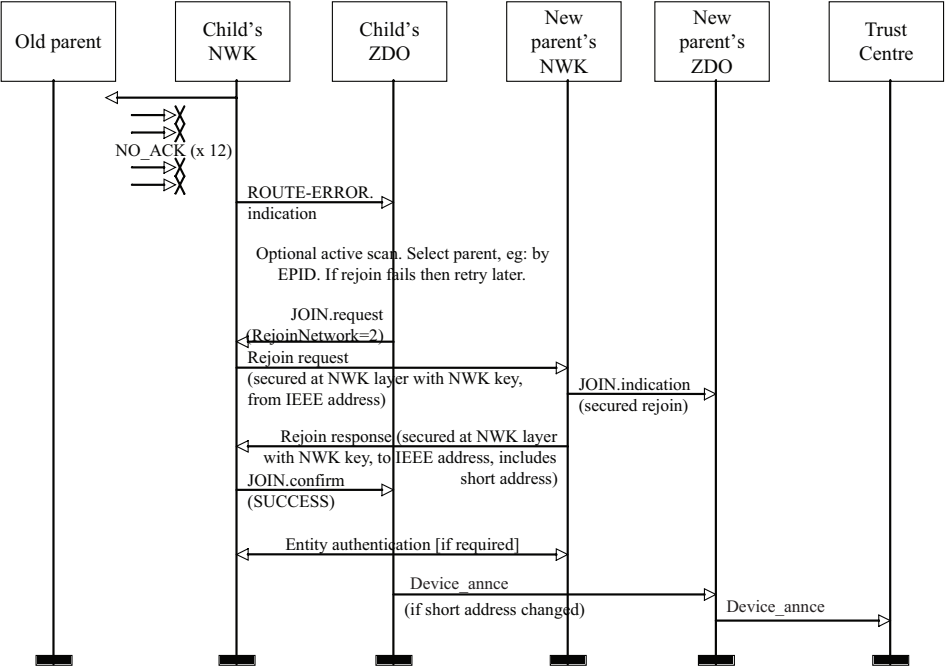 Old parent
Child's
NWK
Child's
ZDO
New
parent's
NWK
New
parent's
ZDO
Trust
Centre
NO_ACK (x 12)
ROUTE-ERROR.
indication
Optional active scan. Select parent, eg: by
EPID. If rejoin fails then retry later.
JOIN.request
(RejoinNetwork=2)
Rejoin request
(secured at NWK layer with NWK key,
from IEEE address)
JOIN.indication
(secured rejoin)
Rejoin response (secured at NWK layer
with NWK key, to IEEE address, includes
short address)
JOIN.confirm
(SUCCESS)
Entity authentication [if required]
Device_annce
(if short address changed)
Device_annce